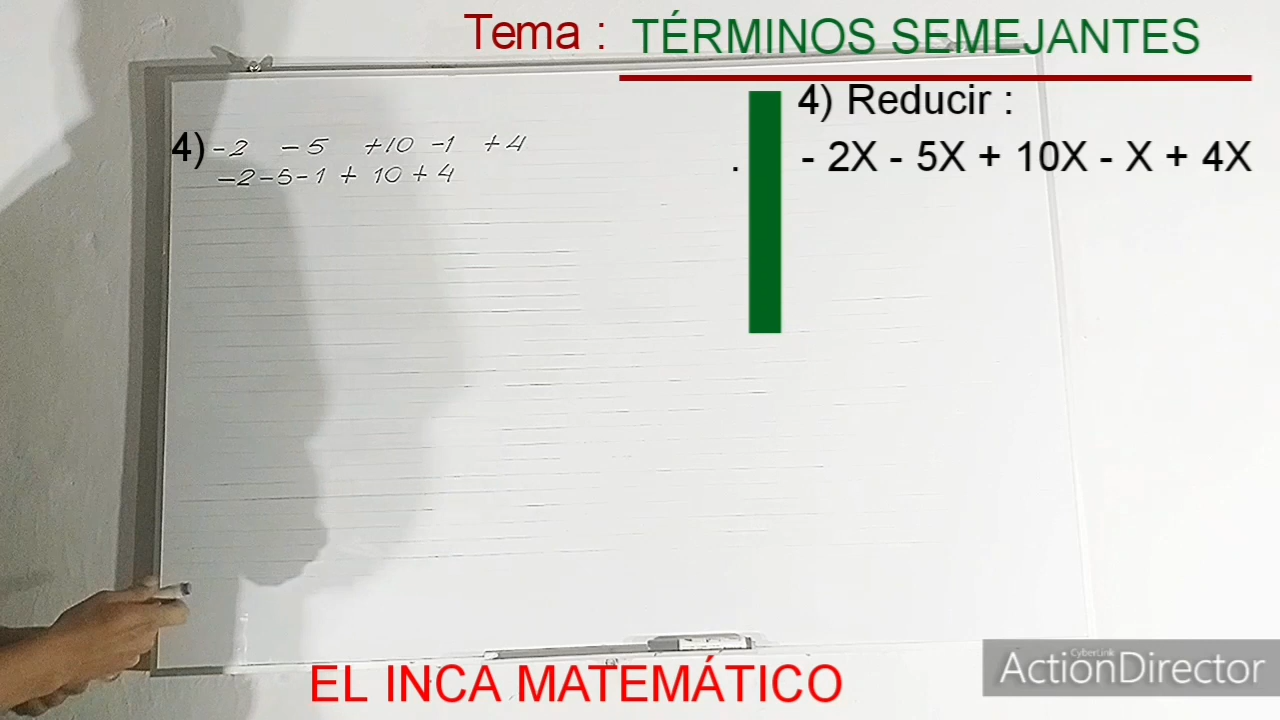 Tema : TÉRMINOS SEMEJANTES
4) Reducir :
. - 2X - 5X + 10X - X + 4X
4) -2 -5 +10 -1 +4
-2-5-1 + 10 + 4
EL INCA MATEMÁTICO
CyberLink
ActionDirector